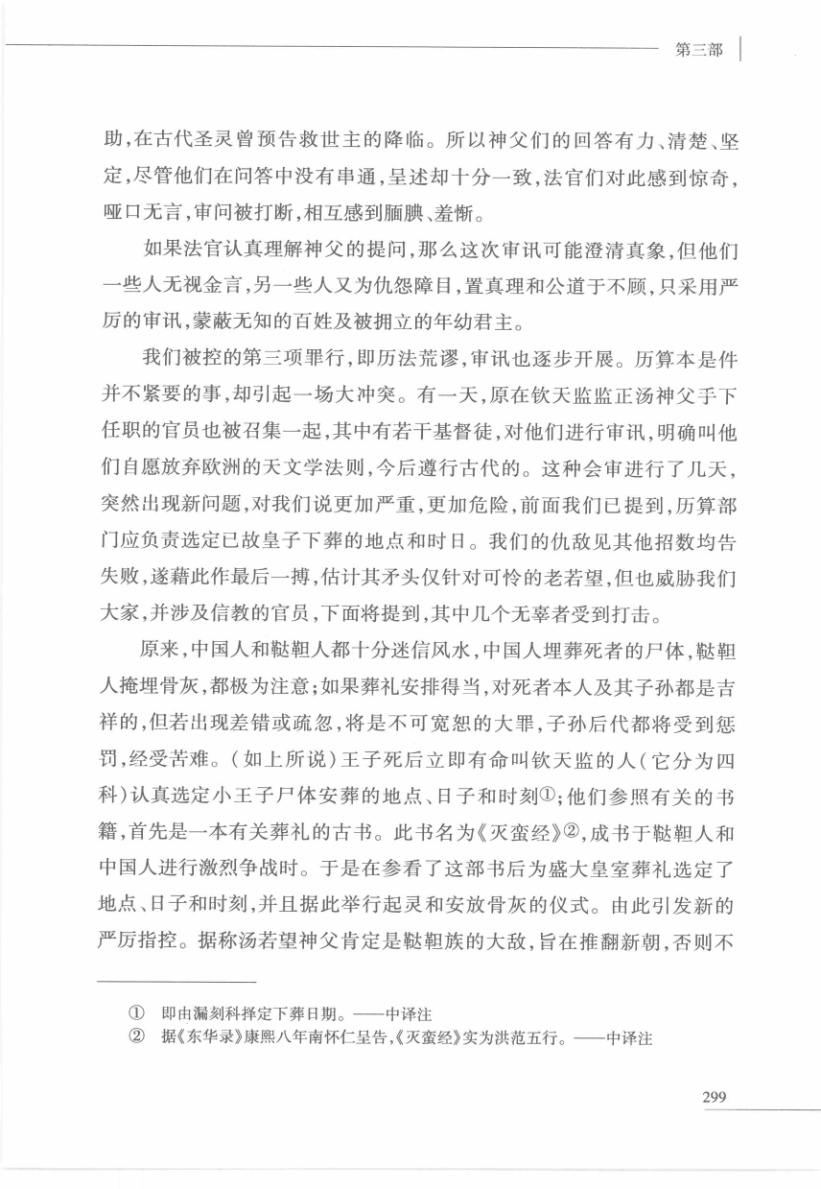 第三部
助,在古代圣灵曾预告救世主的降临。所以神父们的回答有力、清楚、坚
定,尽管他们在问答中没有串通,呈述却十分一致,法官们对此感到惊奇,
哑口无言,审问被打断,相互感到腼腆、羞惭。
如果法官认真理解神父的提问,那么这次审讯可能澄清真象,但他们
一些人无视金言,另一些人又为仇怨障目,置真理和公道于不顾,只采用严
厉的审讯,蒙蔽无知的百姓及被拥立的年幼君主。
我们被控的第三项罪行,即历法荒谬,审讯也逐步开展。历算本是件
并不紧要的事,却引起一场大冲突。有一天,原在钦天监监正汤神父手下
任职的官员也被召集一起,其中有若干基督徒,对他们进行审讯,明确叫他
们自愿放弃欧洲的天文学法则,今后遵行古代的。这种会审进行了几天,
突然出现新问题,对我们说更加严重,更加危险,前面我们已提到,历算部
门应负责选定已故皇子下葬的地点和时日。我们的仇敌见其他招数均告
失败,遂藉此作最后一搏,估计其矛头仅针对可怜的老若望,但也威胁我们
大家,并涉及信教的官员,下面将提到,其中几个无辜者受到打击。
原来,中国人和鞑靼人都十分迷信风水,中国人埋葬死者的尸体,鞑靼
人掩埋骨灰,都极为注意;如果葬礼安排得当,对死者本人及其子孙都是吉
祥的,但若出现差错或疏忽,将是不可宽恕的大罪,子孙后代都将受到惩
罚,经受苦难。(如上所说)王子死后立即有命叫钦天监的人(它分为四
科)认真选定小王子尸体安葬的地点、日子和时刻①;他们参照有关的书
籍,首先是一本有关葬礼的古书。此书名为《灭蛮经》②,成书于鞑靼人和
中国人进行激烈争战时。于是在参看了这部书后为盛大皇室葬礼选定了
地点、日子和时刻,并且据此举行起灵和安放骨灰的仪式。由此引发新的
严厉指控。据称汤若望神父肯定是鞑靼族的大敌,旨在推翻新朝,否则不
① 即由漏刻科择定下葬日期。——中译注
② 据《东华录》康熙八年南怀仁呈告,《灭蛮经》实为洪范五行。——中译注
299